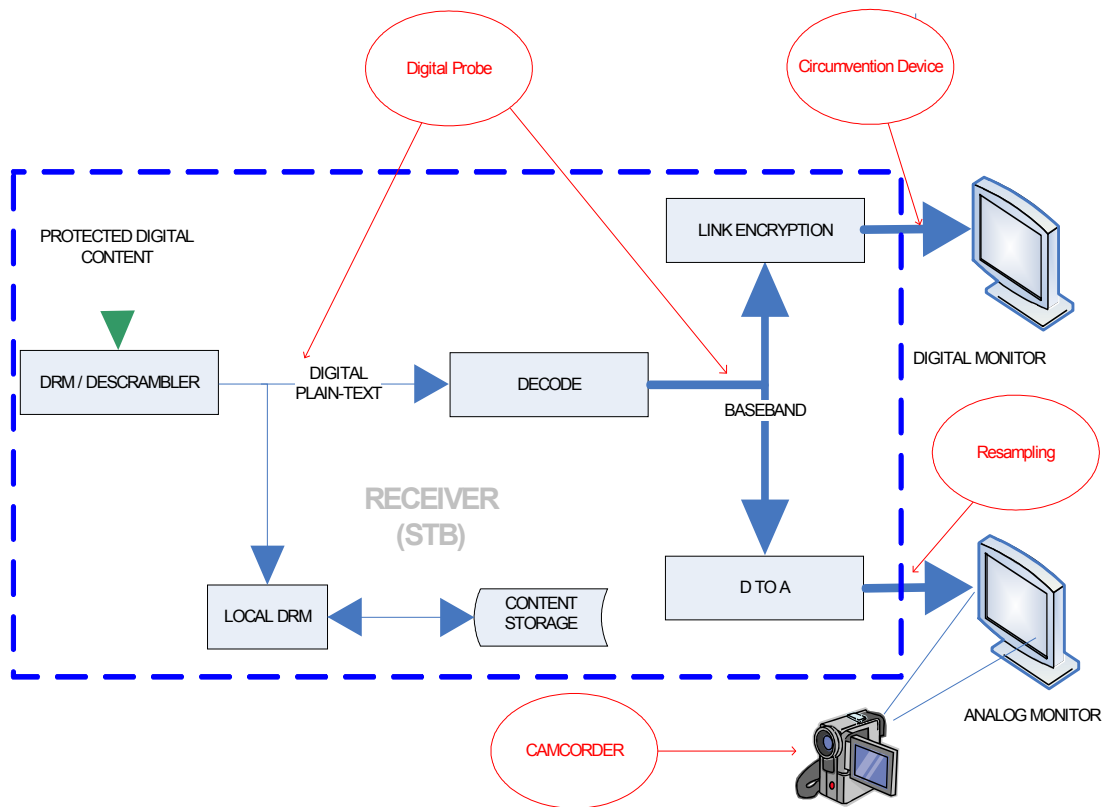 Digital Probe
Circumvention Device
PROTECTED DIGITAL
CONTENT
LINK ENCRYPTION
DRM / DESCRAMBLER
DIGITAL
PLAIN-TEXT
DECODE
BASEBAND
DIGITAL MONITOR
Resampling
RECEIVER
(STB)
LOCAL DRM
CONTENT
STORAGE
D TO A
ANALOG MONITOR
CAMCORDER